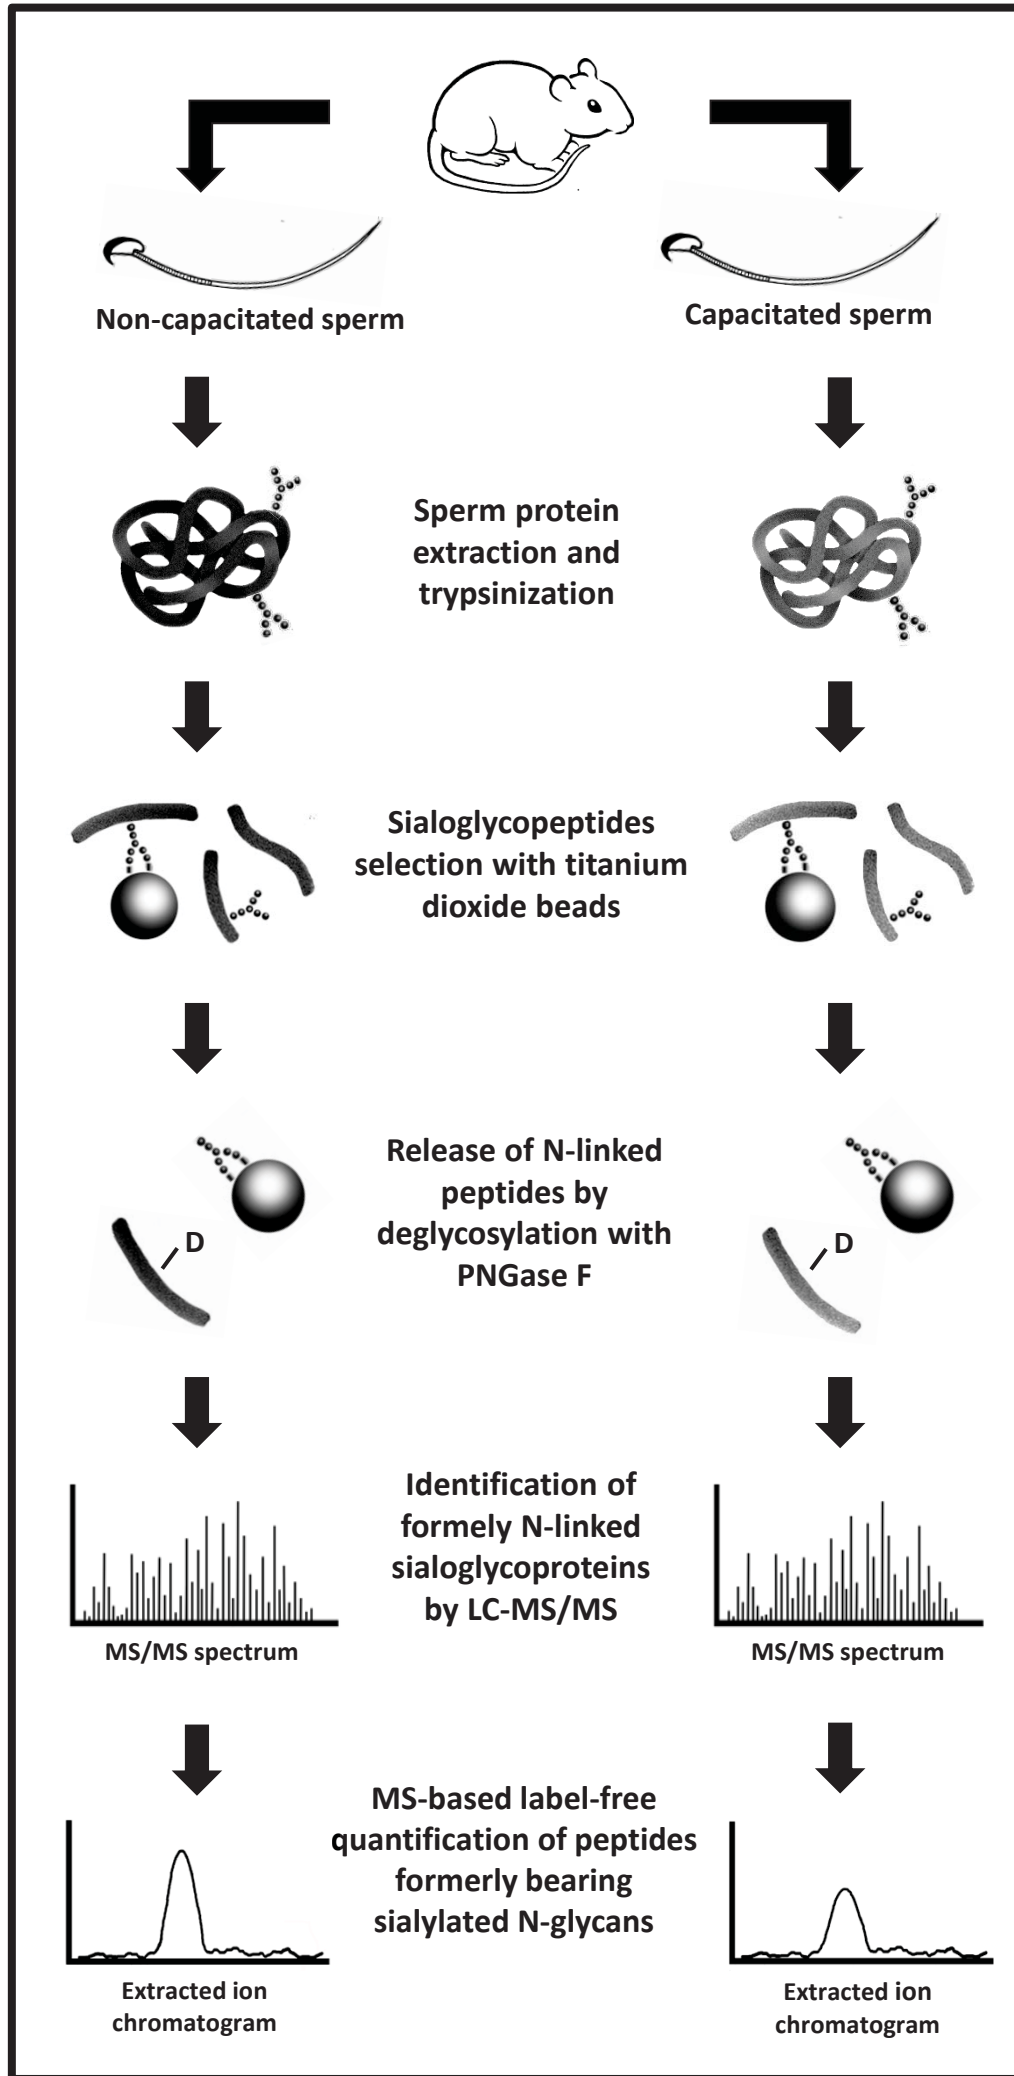 Non-capacitated sperm
Capacitated sperm
Sperm protein
extraction and
trypsinization
Sialoglycopeptides
selection with titanium
dioxide beads
Release of N-linked
peptides by
deglycosylation with
PNGase F
D
D
Identification of
formely N-linked
sialoglycoproteins
by LC-MS/MS
MS/MS spectrum
MS/MS spectrum
MS-based label-free
quantification of peptides
formerly bearing
sialylated N-glycans
Extracted ion
chromatogram
Extracted ion
chromatogram